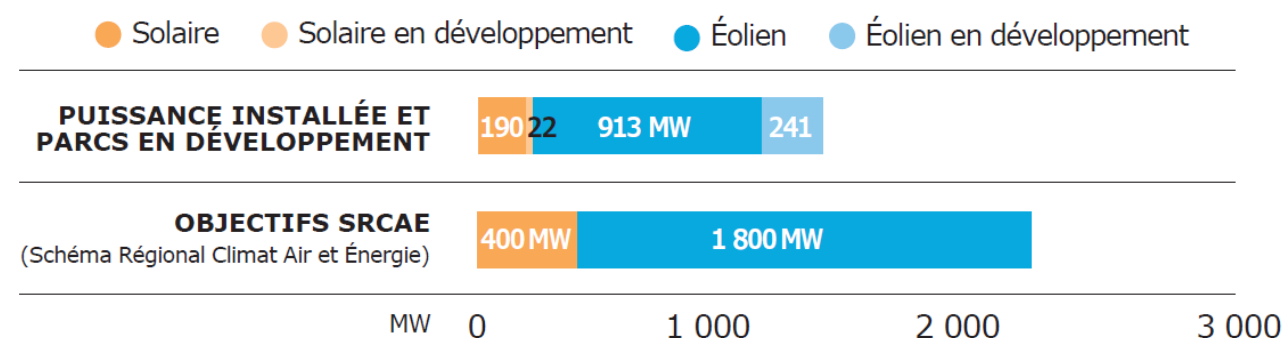 Solaire Solaire en développement Éolien Éolien en développement
PUISSANCE INSTALLÉE ET
PARCS EN DÉVELOPPEMENT
190 22 913 MW 241
OBJECTIFS SRCAE
(Schéma Régional Climat Air et Énergie)
400 MW 1 800 MW
MW 0 1 000 2 000 3 000